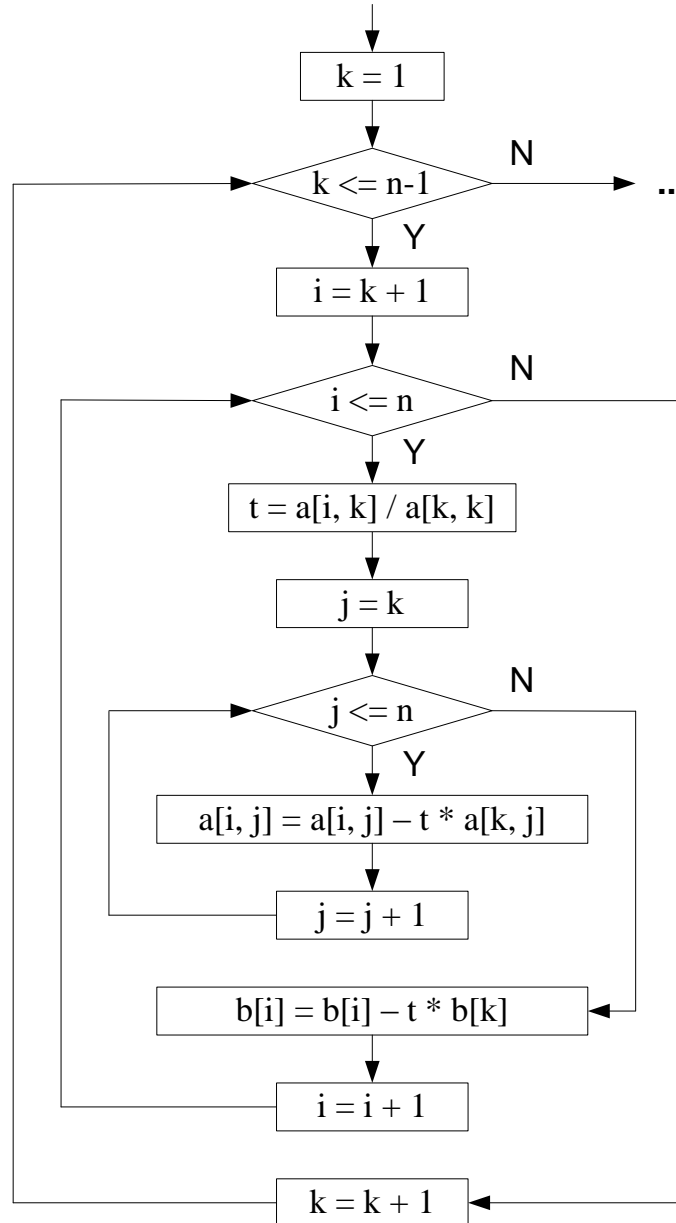 k = 1
k <= n-1
N
..
Y
i = k + 1
i <= n
N
Y
t = a[i, k] / a[k, k]
j = k
j <= n
N
Y
a[i, j] = a[i, j] – t * a[k, j]
j = j + 1
b[i] = b[i] – t * b[k]
i = i + 1
k = k + 1